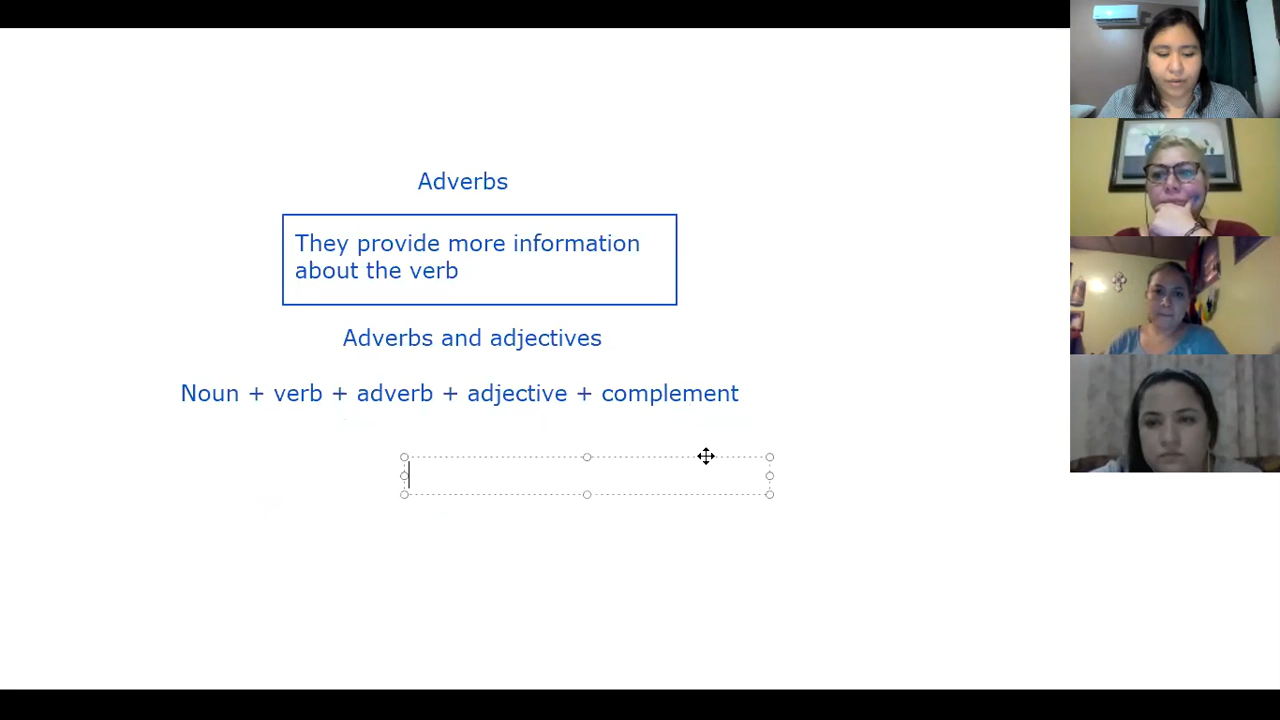 Adverbs
They provide more information
about the verb
Adverbs and adjectives
Noun + verb + adverb + adjective + complement